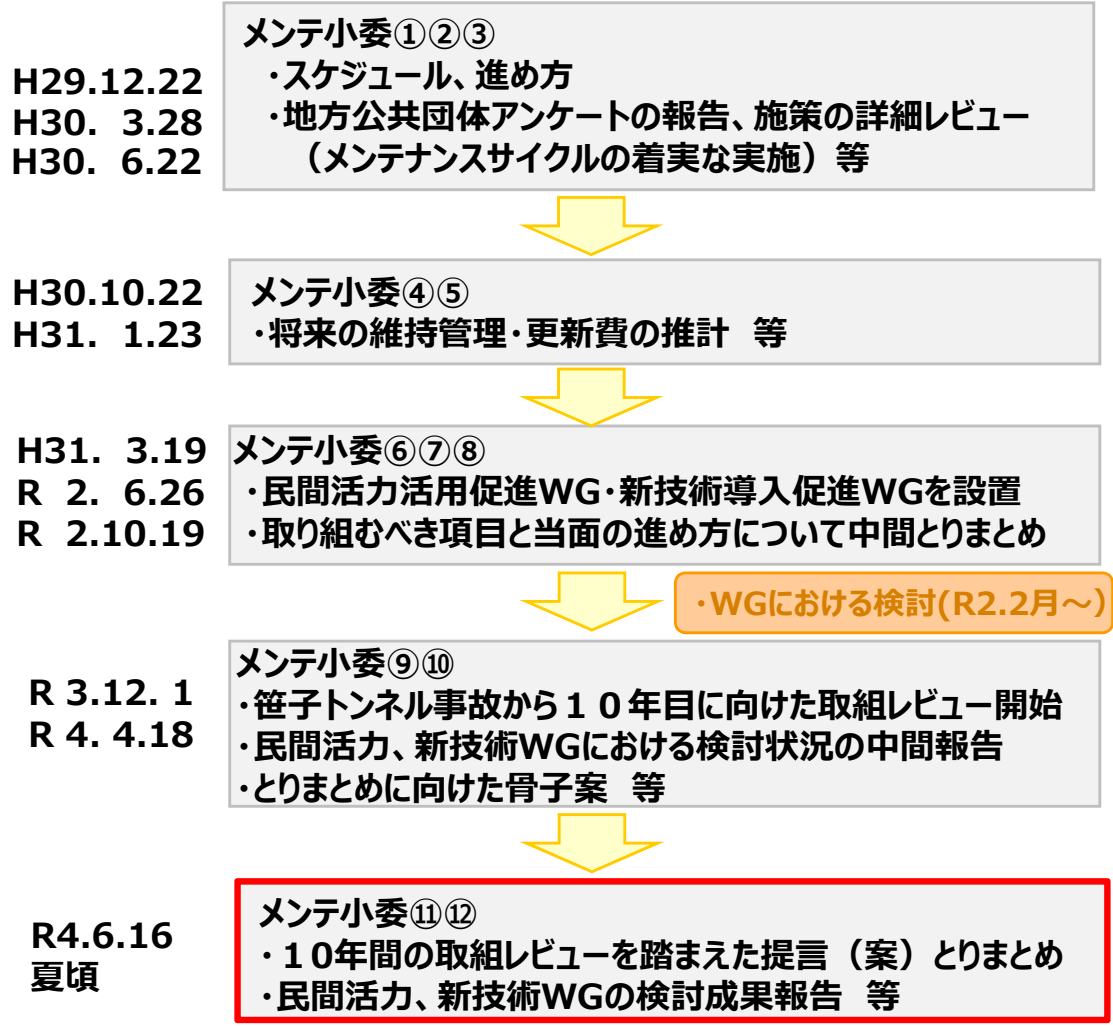 メンテ小委①②③
H29.12.22
H30. 3.28
H30. 6.22
・スケジュール、進め方
・地方公共団体アンケートの報告、施策の詳細レビュー
（メンテナンスサイクルの着実な実施）等
H30.10.22
H31. 1.23
メンテ小委④⑤
・将来の維持管理・更新費の推計 等
H31. 3.19
R 2. 6.26
R 2.10.19
メンテ小委⑥⑦⑧
・民間活力活用促進WG・新技術導入促進WGを設置
・取り組むべき項目と当面の進め方について中間とりまとめ
・WGにおける検討(R2.2月～）
R 3.12. 1
R 4. 4.18
メンテ小委⑨⑩
・笹子トンネル事故から１０年目に向けた取組レビュー開始
・民間活力、新技術WGにおける検討状況の中間報告
・とりまとめに向けた骨子案 等
R4.6.16
夏頃
メンテ小委⑪⑫
・１0年間の取組レビューを踏まえた提言（案）とりまとめ
・民間活力、新技術WGの検討成果報告 等